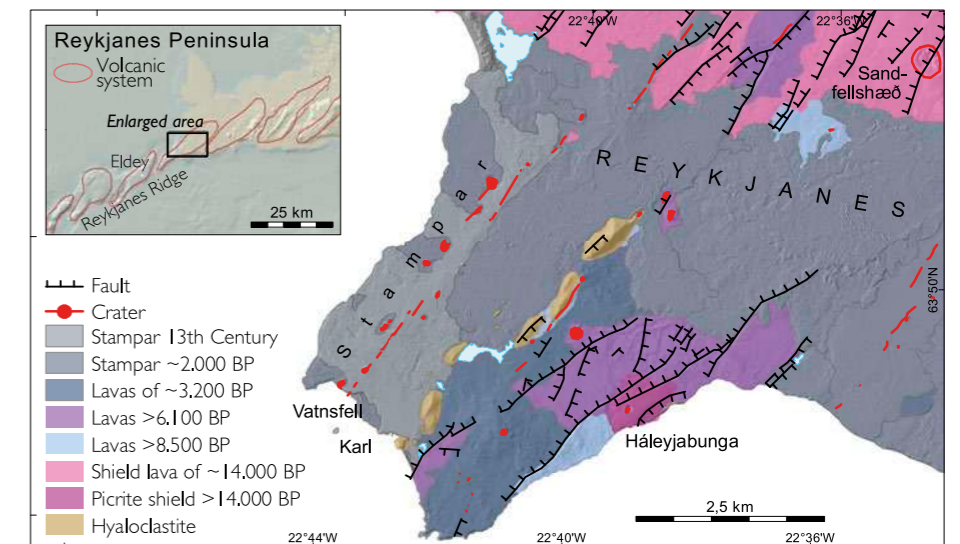 Reykjanes Peninsula
Volcanic
system
Enlarged area
Eldey
Reykjanes Ridge
25 km
22°40'W
22°36'W
Sand-
fellshæð
REYKJANES
Stampar
63°50'N
Fault
Crater
Stampar 13th Century
Stampar ~2.000 BP
Lavas of ~3.200 BP
Lavas >6.100 BP
Lavas >8.500 BP
Shield lava of ~14.000 BP
Picrite shield >14.000 BP
Hyaloclastite
Vatnsfell
Karl
Háleyjabunga
2,5 km
22°44'W
22°40'W
22°36'W